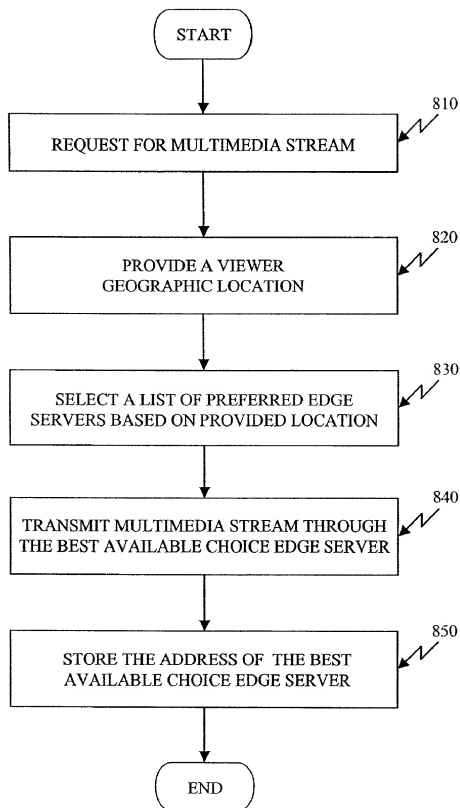 START
810
REQUEST FOR MULTIMEDIA STREAM
820
PROVIDE A VIEWER
GEOGRAPHIC LOCATION
830
SELECT A LIST OF PREFERRED EDGE
SERVERS BASED ON PROVIDED LOCATION
840
TRANSMIT MULTIMEDIA STREAM THROUGH
THE BEST AVAILABLE CHOICE EDGE SERVER
850
STORE THE ADDRESS OF THE BEST
AVAILABLE CHOICE EDGE SERVER
END